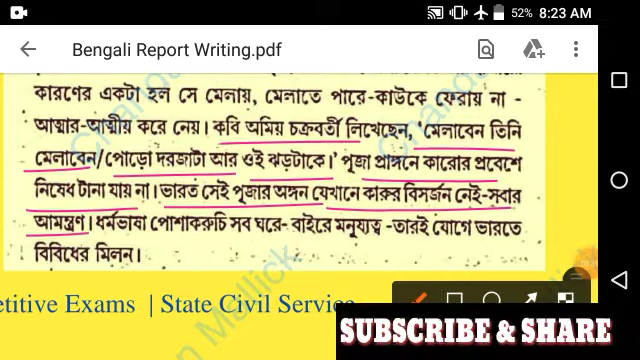 52% 8:23 AM
Bengali Report Writing.pdf
কারণের একটা হল সে মেলায়, মেলাতে পারে-কাউকে ফেরায় না -
আত্মার-আত্মীয় করে নেয়। কবি অমিয় চক্রবর্তী লিখেছেন, 'মেলাবেন তিনি
মেলাবেন/পোড়ো দরজাটা আর ওই ঝড়টাকে।' পূজা প্রাঙ্গনে কারোর প্রবেশে
নিষেধ টানা যায় না। ভারত সেই পূজার অঙ্গন যেখানে কারুর বিসর্জন নেই-সবার
আমন্ত্রণ। ধর্মভাষা পোশাকরুচি সব ঘরে- বাইরে মনুষ্যত্ব -তারই যোগে ভারতে
বিবিধের মিলন।
etitive Exams | State Civil Service
SUBSCRIBE & SHARE